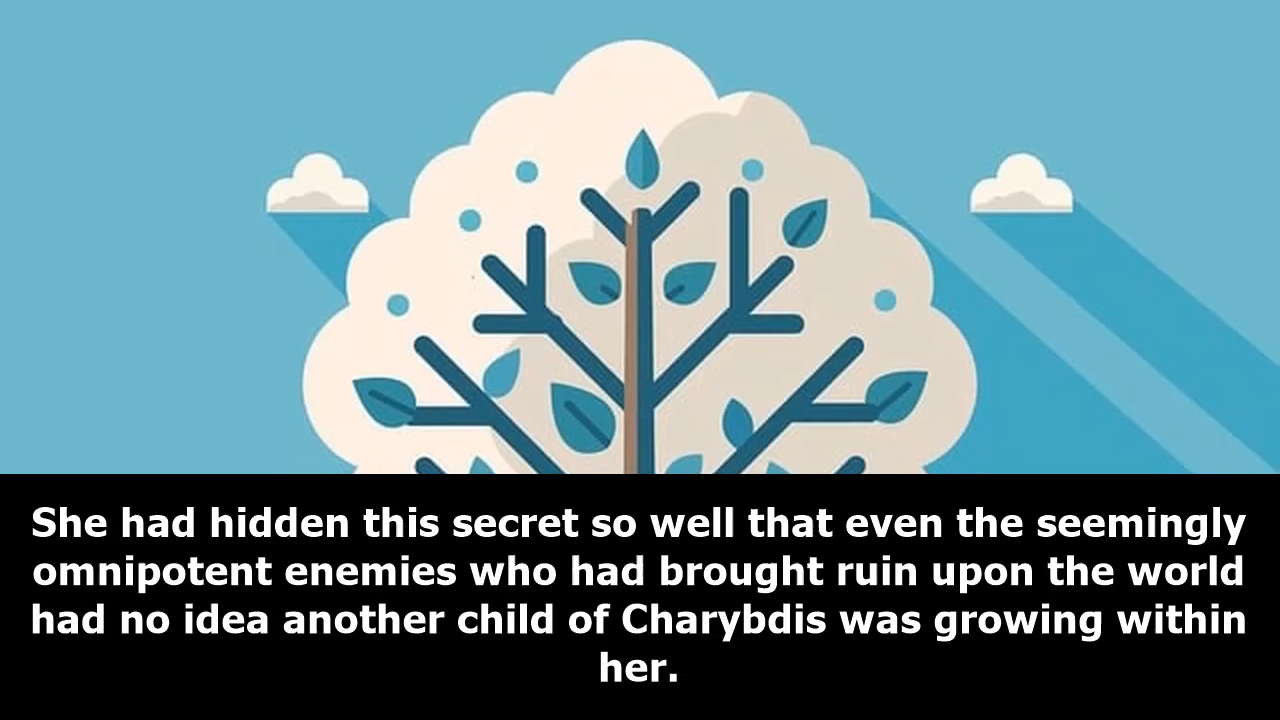 She had hidden this secret so well that even the seemingly
omnipotent enemies who had brought ruin upon the world
had no idea another child of Charybdis was growing within
her.